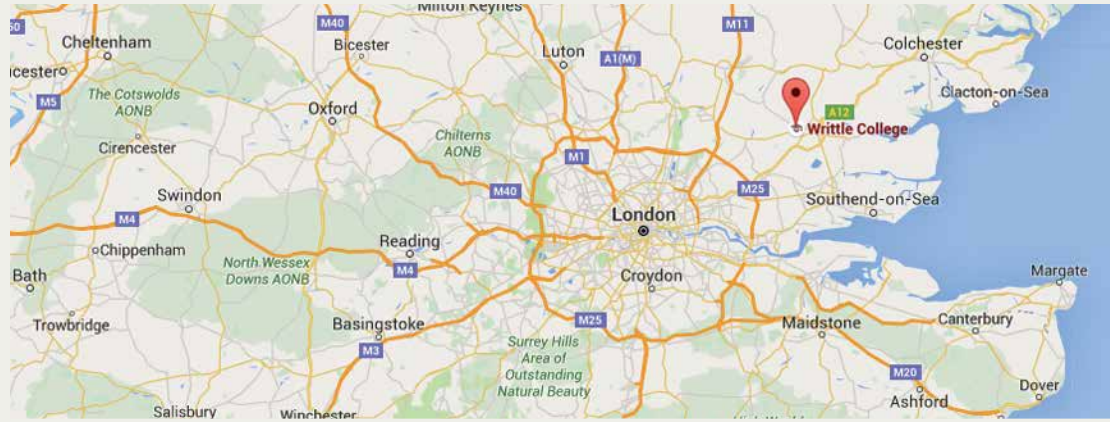 Milton Keynes
M40
M11
50
Cheltenham
Bicester
Luton
A1(M)
Colchester
M5
The Cotswolds
AONB
Oxford
Clacton-on-Sea
A12
Writtle College
Cirencester
Chilterns
AONB
M1
Swindon
M40
M25
Southend-on-Sea
M4
London
Chippenham
Reading
M4
North Wessex
Downs AONB
Croydon
Bath
Margate
Trowbridge
Basingstoke
M25
Maidstone
Canterbury
M3
Surrey Hills
Area of
Outstanding
Natural Beauty
M20
Ashford
Dover
Salisbury
Winchester